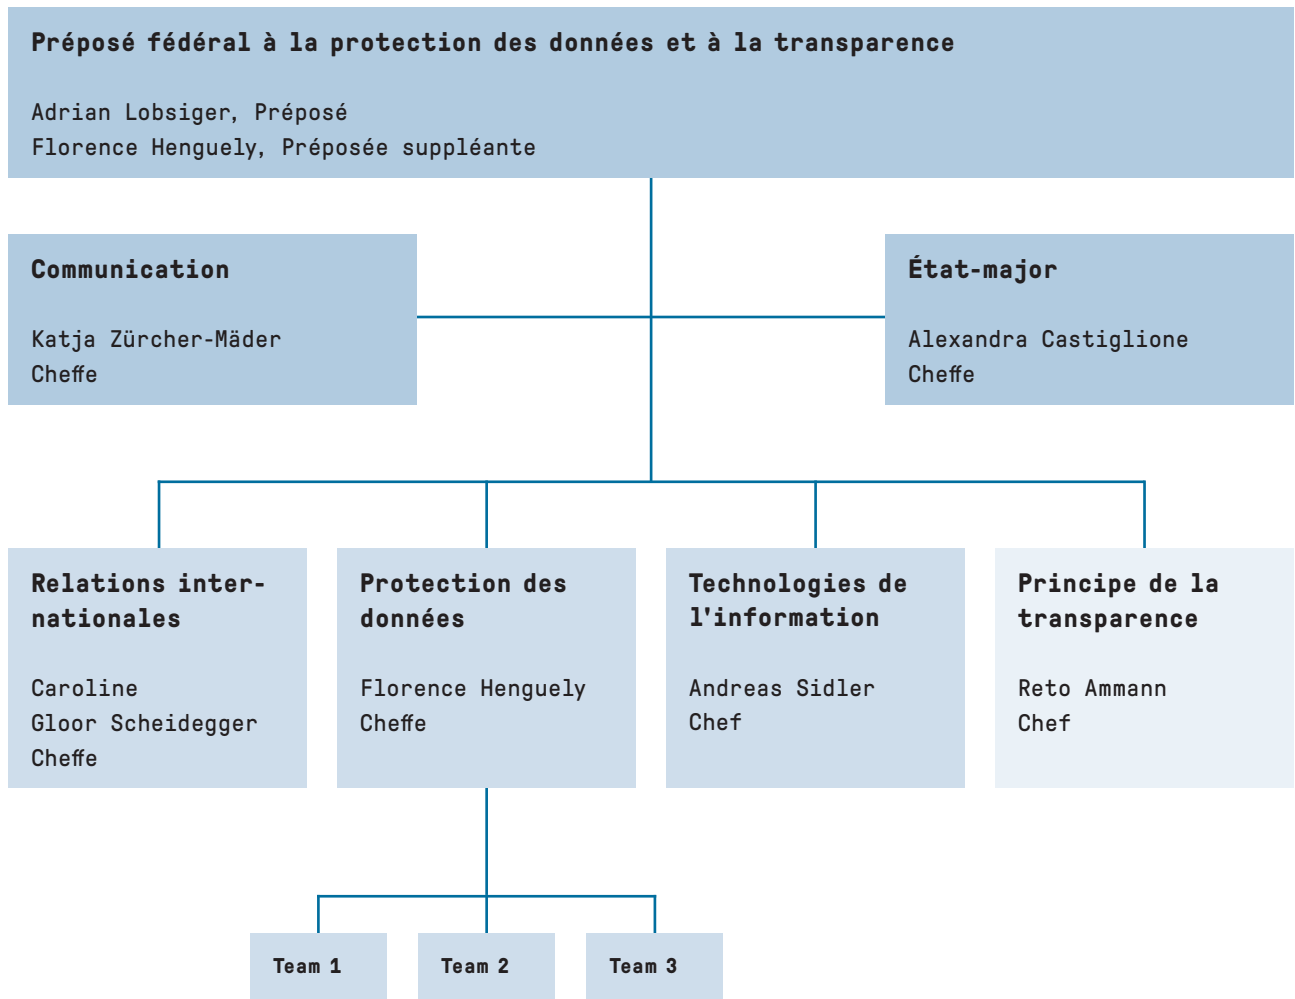 Préposé fédéral à la protection des données et à la transparence
Adrian Lobsiger, Préposé
Florence Henguely, Préposée suppléante
Communication
Katja Zürcher-Mäder
Cheffe
État-major
Alexandra Castiglione
Cheffe
Relations inter-
nationales
Caroline
Gloor Scheidegger
Cheffe
Protection des
données
Florence Henguely
Cheffe
Technologies de
l'information
Andreas Sidler
Chef
Principe de la
transparence
Reto Ammann
Chef
Team 1
Team 2
Team 3